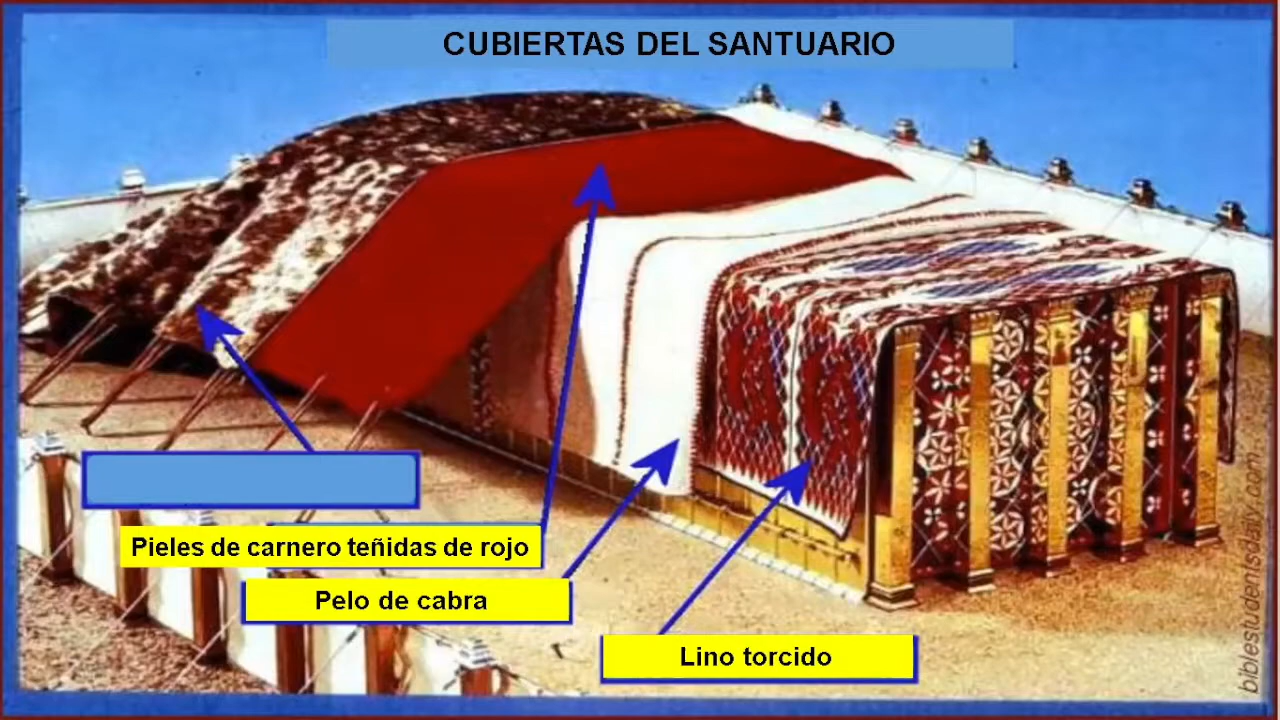 CUBIERTAS DEL SANTUARIO
Pieles de carnero teñidas de rojo
Pelo de cabra
Lino torcido
biblestudentsdaily.com